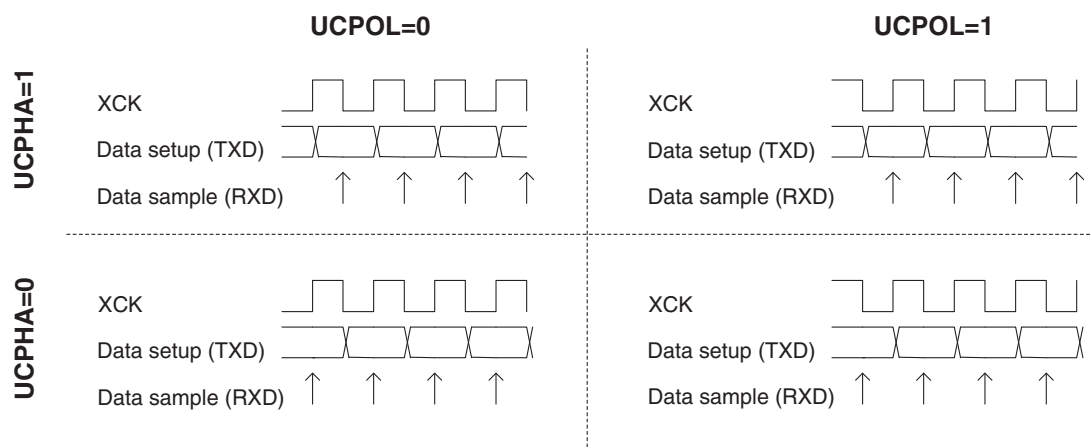 UCPOL=0
UCPOL=1
UCPHA=1
XCK
Data setup (TXD)
Data sample (RXD)
XCK
Data setup (TXD)
Data sample (RXD)
UCPHA=0
XCK
Data setup (TXD)
Data sample (RXD)
XCK
Data setup (TXD)
Data sample (RXD)